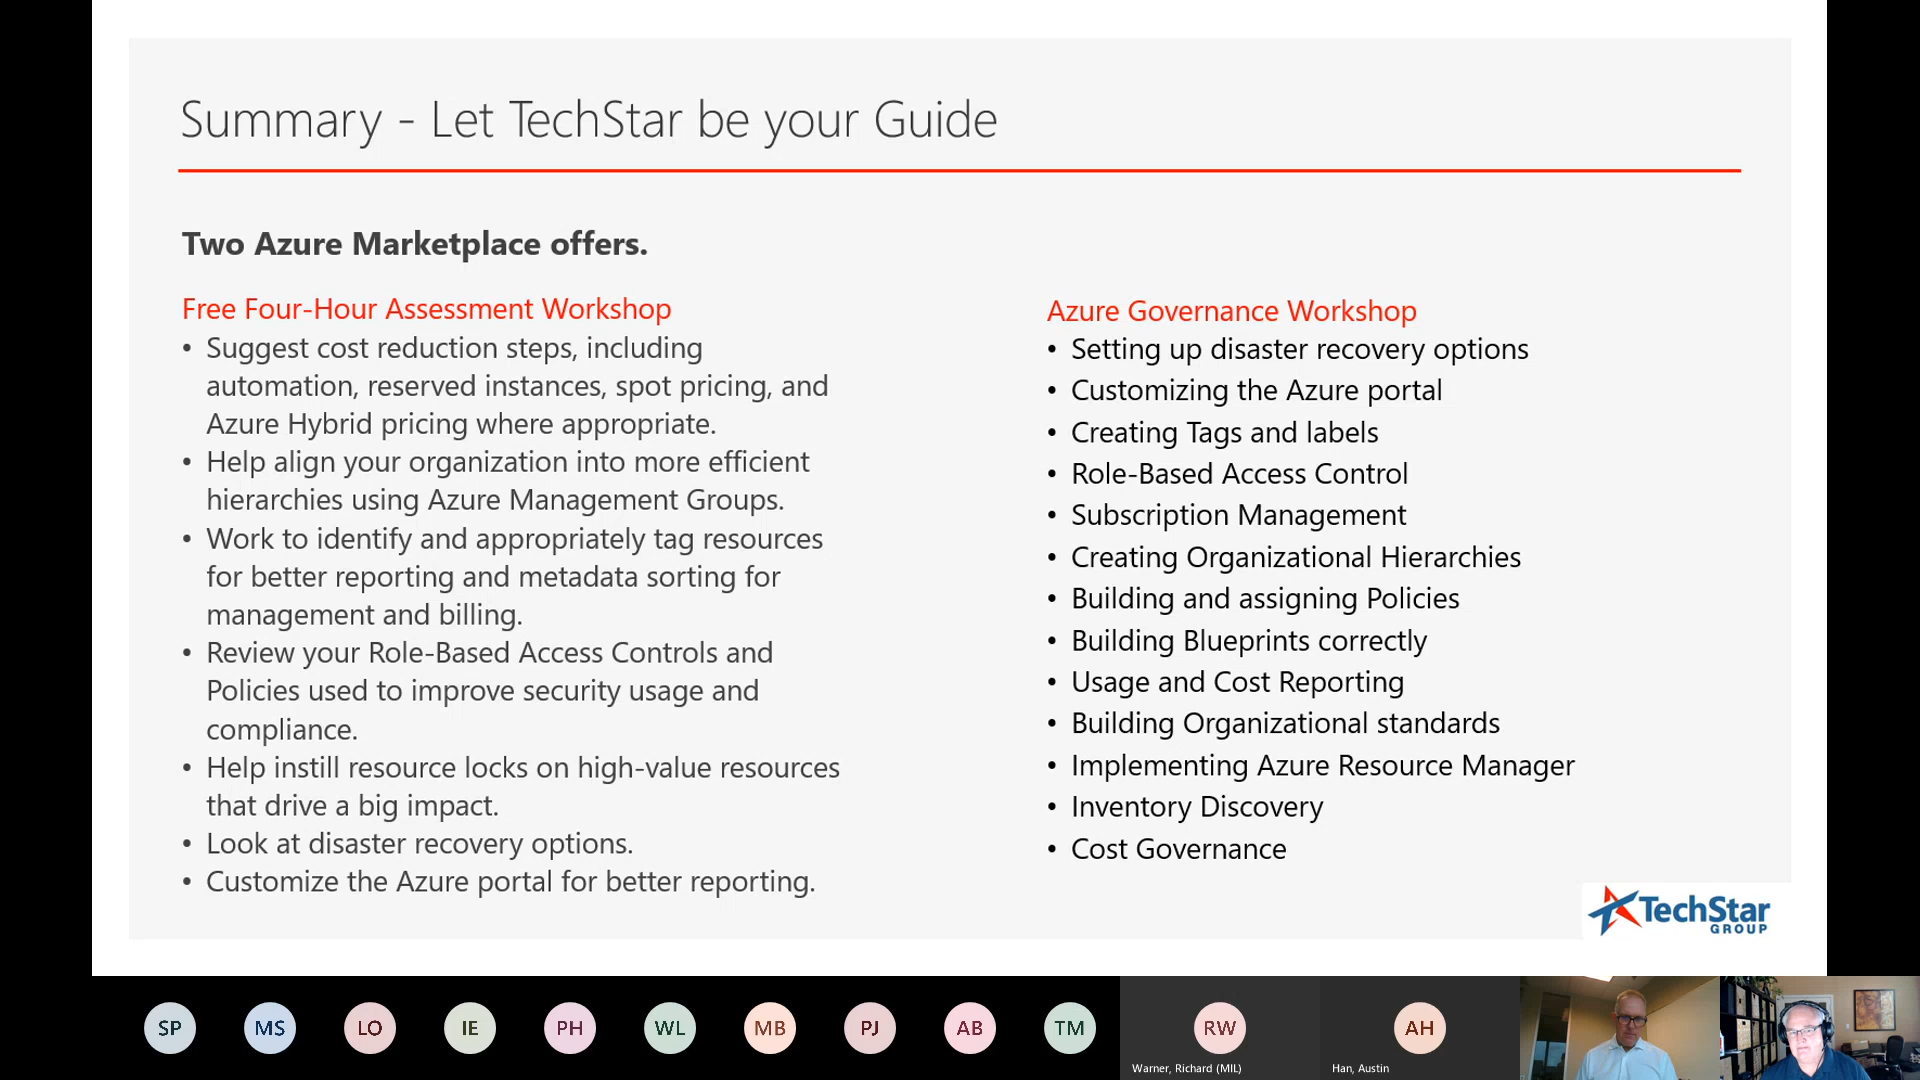 Summary - Let TechStar be your Guide
Two Azure Marketplace offers.
Free Four-Hour Assessment Workshop
• Suggest cost reduction steps, including
automation, reserved instances, spot pricing, and
Azure Hybrid pricing where appropriate.
• Help align your organization into more efficient
hierarchies using Azure Management Groups.
• Work to identify and appropriately tag resources
for better reporting and metadata sorting for
management and billing.
• Review your Role-Based Access Controls and
Policies used to improve security usage and
compliance.
• Help instill resource locks on high-value resources
that drive a big impact.
• Look at disaster recovery options.
• Customize the Azure portal for better reporting.
Azure Governance Workshop
• Setting up disaster recovery options
• Customizing the Azure portal
• Creating Tags and labels
• Role-Based Access Control
• Subscription Management
• Creating Organizational Hierarchies
• Building and assigning Policies
• Building Blueprints correctly
• Usage and Cost Reporting
• Building Organizational standards
• Implementing Azure Resource Manager
• Inventory Discovery
• Cost Governance
TechStar
GROUP
SP MS LO IE PH WL MB PJ AB TM RW AH
Warner, Richard (MIL) Han, Austin